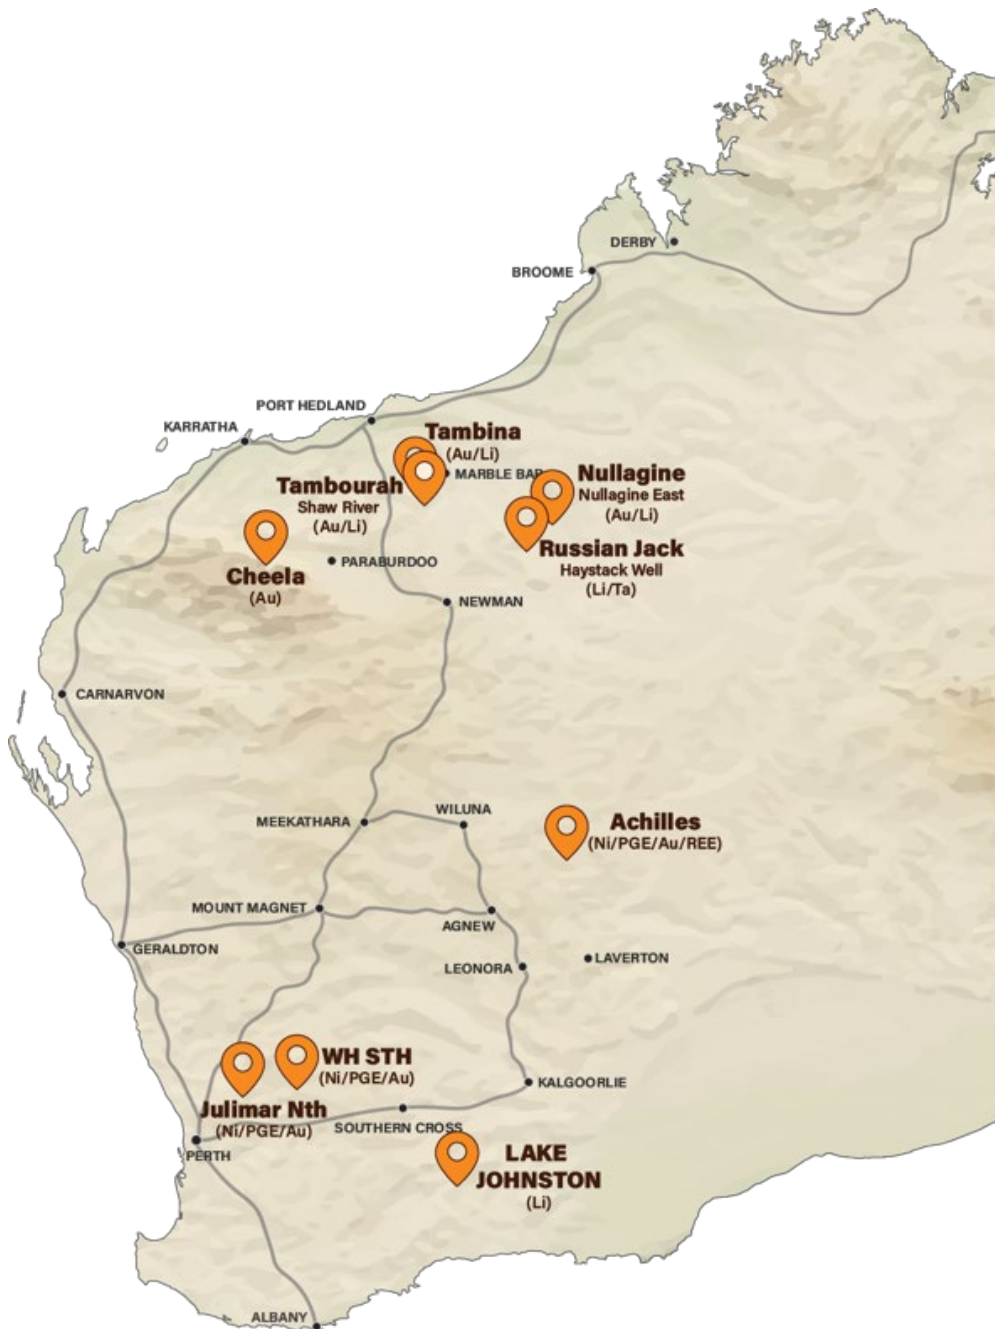 DERBY
BROOME
PORT HEDLAND
KARRATHA
Tambina
(Au/Li)
MARBLE BAR
Tambourah
Shaw River
(Au/Li)
Nullagine
Nullagine East
(Au/Li)
Russian Jack
Haystack Well
(Li/Ta)
Cheela
(Au)
PARABURDOO
NEWMAN
CARNARVON
MEEKATHARA
WILUNA
Achilles
(Ni/PGE/Au/REE)
MOUNT MAGNET
AGNEW
GERALDTON
LEONORA
LAVERTON
WH STH
(Ni/PGE/Au)
KALGOORLIE
Julimar Nth
(Ni/PGE/Au)
SOUTHERN CROSS
PERTH
LAKE
JOHNSTON
(Li)
ALBANY